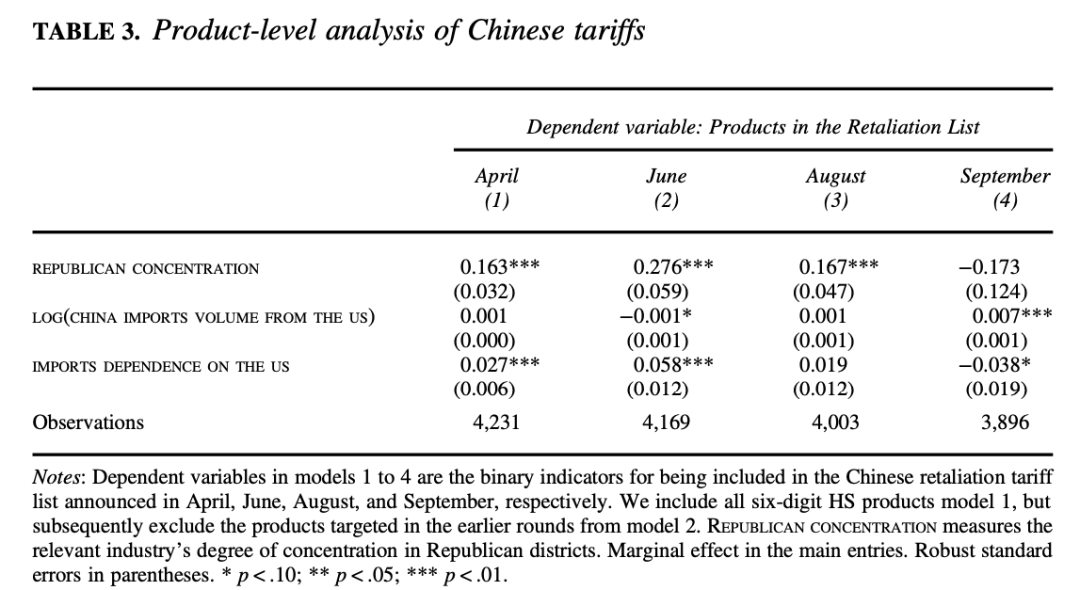 TABLE 3. Product-level analysis of Chinese tariffs
Dependent variable: Products in the Retaliation List
April June August September
(1) (2) (3) (4)
REPUBLICAN CONCENTRATION 0.163*** 0.276*** 0.167*** −0.173
(0.032) (0.059) (0.047) (0.124)
LOG(CHINA IMPORTS VOLUME FROM THE US) 0.001 −0.001* 0.001 0.007***
(0.000) (0.001) (0.001) (0.001)
IMPORTS DEPENDENCE ON THE US 0.027*** 0.058*** 0.019 −0.038*
(0.006) (0.012) (0.012) (0.019)
Observations 4,231 4,169 4,003 3,896
Notes: Dependent variables in models 1 to 4 are the binary indicators for being included in the Chinese retaliation tariff
list announced in April, June, August, and September, respectively. We include all six-digit HS products model 1, but
subsequently exclude the products targeted in the earlier rounds from model 2. REPUBLICAN CONCENTRATION measures the
relevant industry's degree of concentration in Republican districts. Marginal effect in the main entries. Robust standard
errors in parentheses. * p < .10; ** p < .05; *** p < .01.